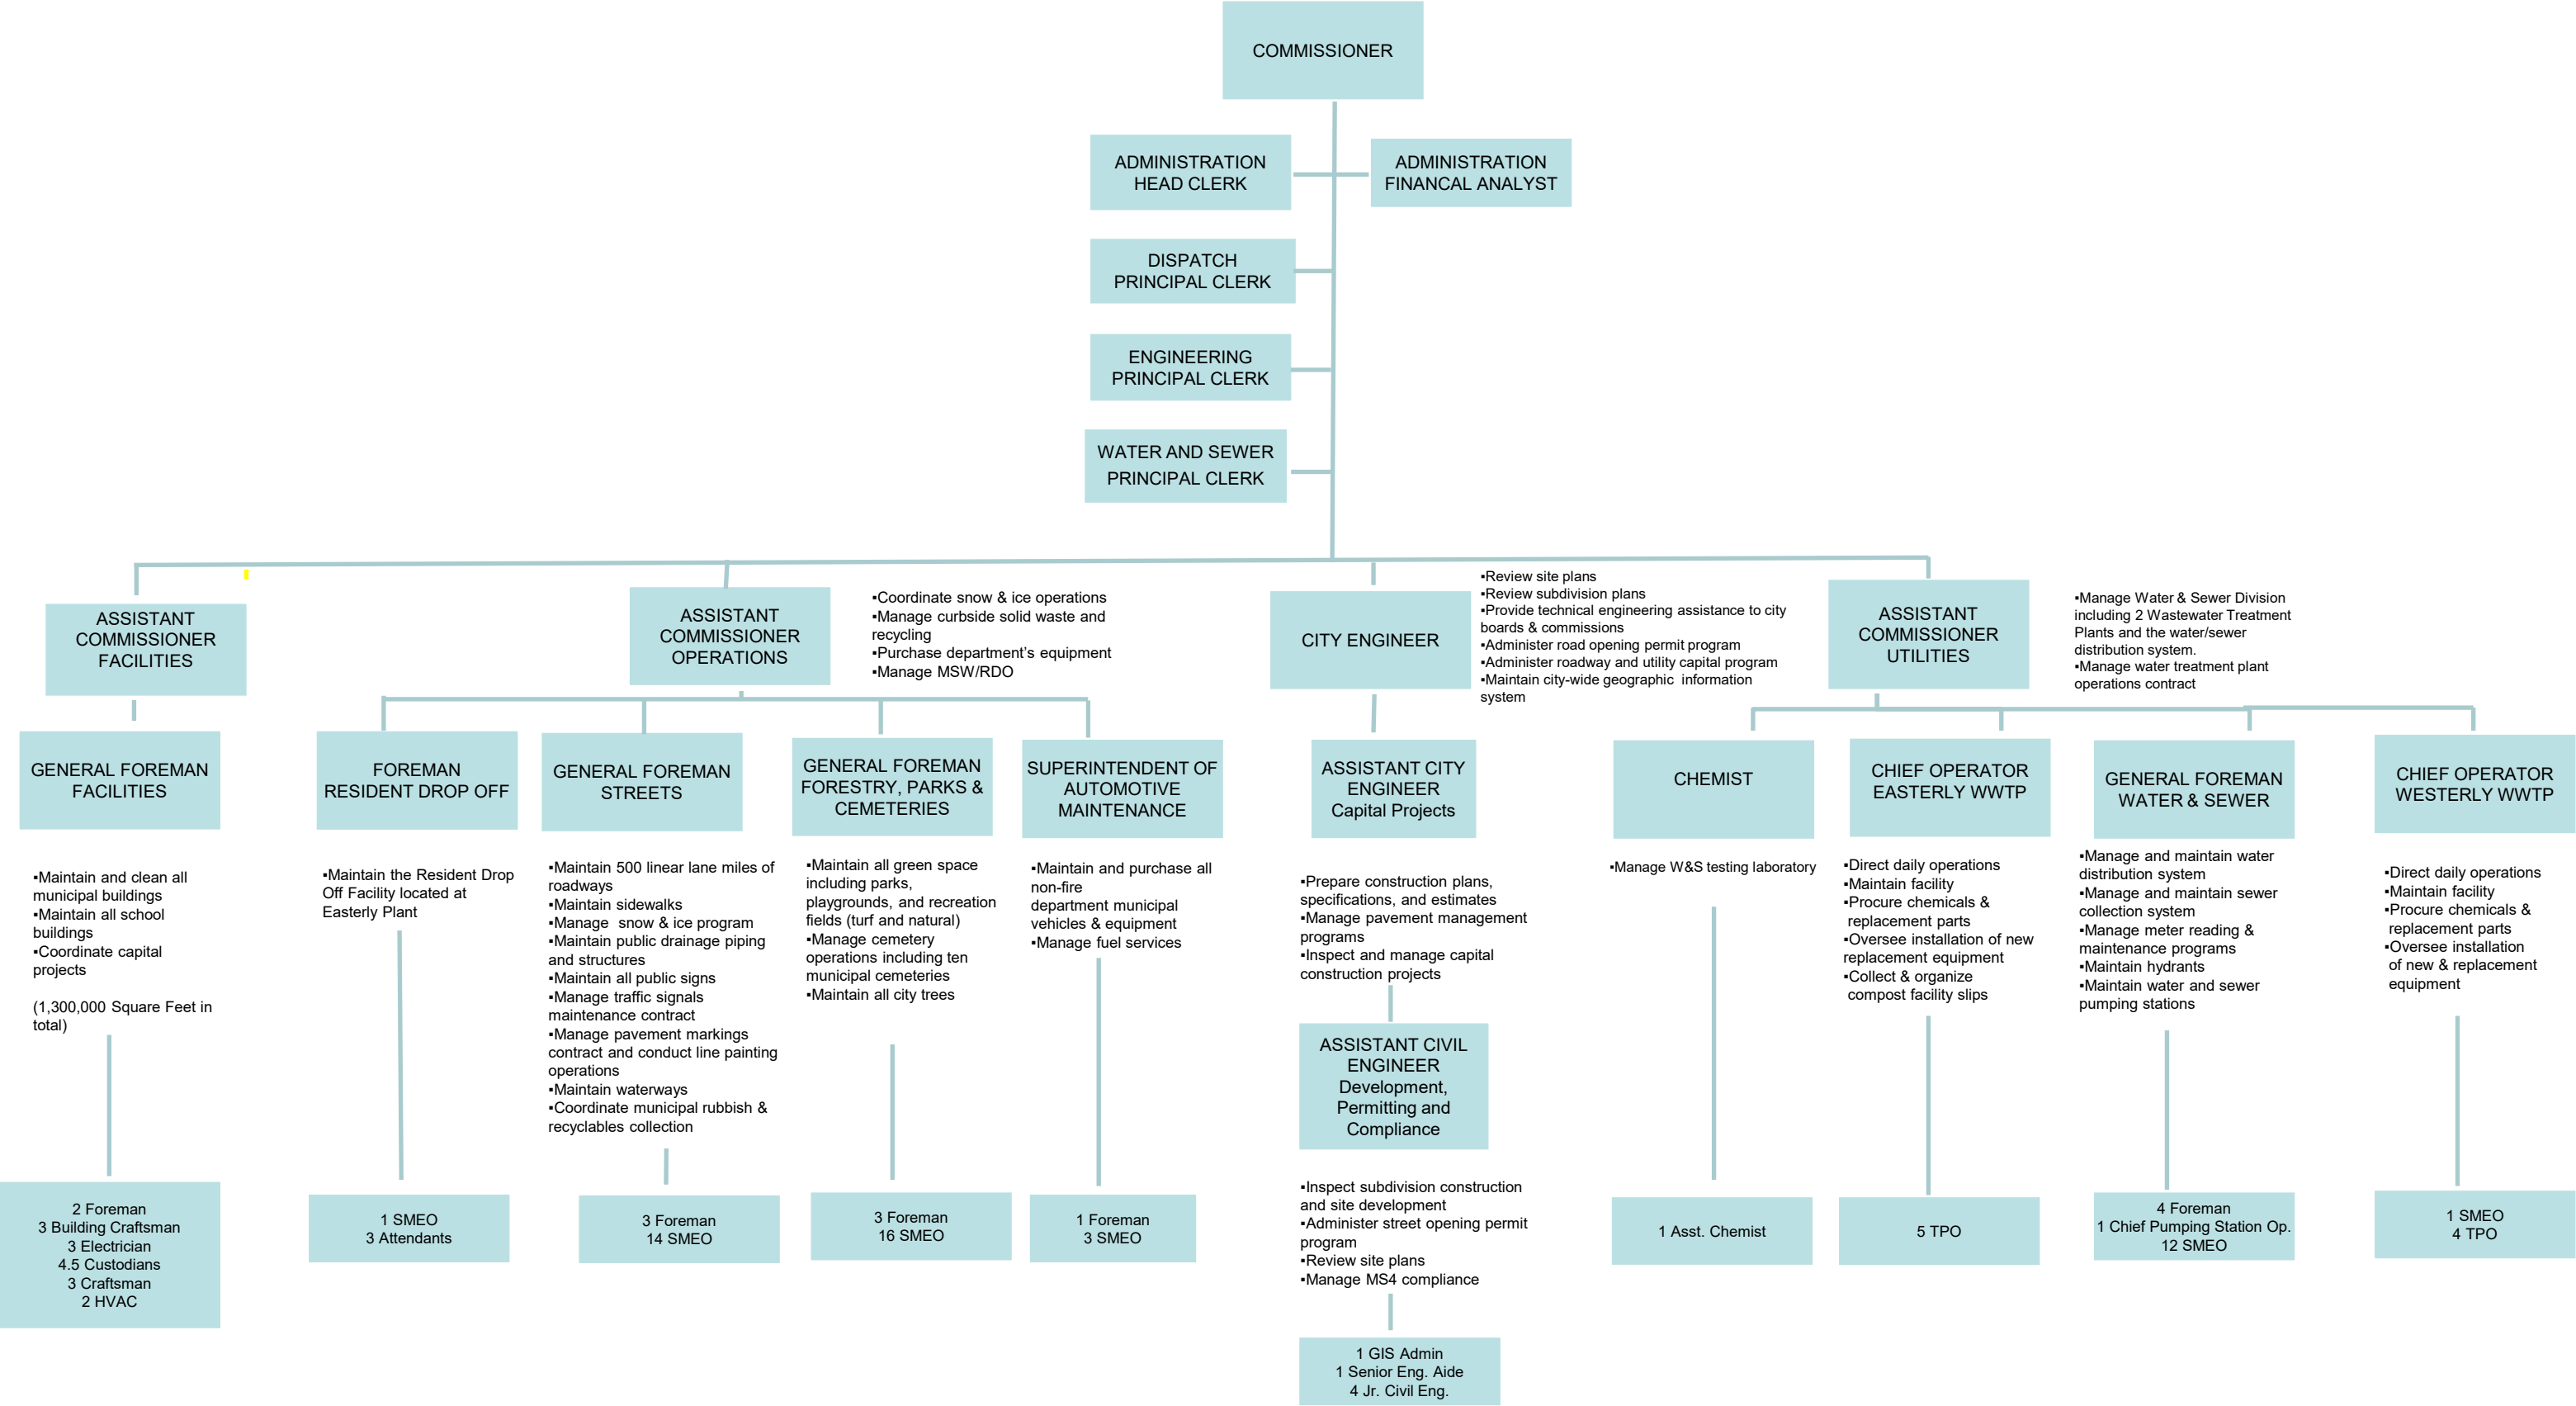 COMMISSIONER
ADMINISTRATION
HEAD CLERK
ADMINISTRATION
FINANCAL ANALYST
DISPATCH
PRINCIPAL CLERK
ENGINEERING
PRINCIPAL CLERK
WATER AND SEWER
PRINCIPAL CLERK
ASSISTANT
COMMISSIONER
FACILITIES
ASSISTANT
COMMISSIONER
OPERATIONS
▪Coordinate snow & ice operations
▪Manage curbside solid waste and
recycling
▪Purchase department’s equipment
▪Manage MSW/RDO
CITY ENGINEER
▪Review site plans
▪Review subdivision plans
▪Provide technical engineering assistance to city
boards & commissions
▪Administer road opening permit program
▪Administer roadway and utility capital program
▪Maintain city-wide geographic information
system
ASSISTANT
COMMISSIONER
UTILITIES
▪Manage Water & Sewer Division
including 2 Wastewater Treatment
Plants and the water/sewer
distribution system.
▪Manage water treatment plant
operations contract
GENERAL FOREMAN
FACILITIES
FOREMAN
RESIDENT DROP OFF
GENERAL FOREMAN
STREETS
GENERAL FOREMAN
FORESTRY, PARKS &
CEMETERIES
SUPERINTENDENT OF
AUTOMOTIVE
MAINTENANCE
ASSISTANT CITY
ENGINEER
Capital Projects
CHEMIST
CHIEF OPERATOR
EASTERLY WWTP
GENERAL FOREMAN
WATER & SEWER
CHIEF OPERATOR
WESTERLY WWTP
▪Maintain and clean all
municipal buildings
▪Maintain all school
buildings
▪Coordinate capital
projects
(1,300,000 Square Feet in
total)
▪Maintain the Resident Drop
Off Facility located at
Easterly Plant
▪Maintain 500 linear lane miles of
roadways
▪Maintain sidewalks
▪Manage snow & ice program
▪Maintain public drainage piping
and structures
▪Maintain all public signs
▪Manage traffic signals
maintenance contract
▪Manage pavement markings
contract and conduct line painting
operations
▪Maintain waterways
▪Coordinate municipal rubbish &
recyclables collection
▪Maintain all green space
including parks,
playgrounds, and recreation
fields (turf and natural)
▪Manage cemetery
operations including ten
municipal cemeteries
▪Maintain all city trees
▪Maintain and purchase all
non-fire
department municipal
vehicles & equipment
▪Manage fuel services
▪Prepare construction plans,
specifications, and estimates
▪Manage pavement management
programs
▪Inspect and manage capital
construction projects
▪Manage W&S testing laboratory
▪Direct daily operations
▪Maintain facility
▪Procure chemicals &
replacement parts
▪Oversee installation of new
replacement equipment
▪Collect & organize
compost facility slips
▪Manage and maintain water
distribution system
▪Manage and maintain sewer
collection system
▪Manage meter reading &
maintenance programs
▪Maintain hydrants
▪Maintain water and sewer
pumping stations
▪Direct daily operations
▪Maintain facility
▪Procure chemicals &
replacement parts
▪Oversee installation
of new & replacement
equipment
ASSISTANT CIVIL
ENGINEER
Development,
Permitting and
Compliance
▪Inspect subdivision construction
and site development
▪Administer street opening permit
program
▪Review site plans
▪Manage MS4 compliance
2 Foreman
3 Building Craftsman
3 Electrician
4.5 Custodians
3 Craftsman
2 HVAC
1 SMEO
3 Attendants
3 Foreman
14 SMEO
3 Foreman
16 SMEO
1 Foreman
3 SMEO
1 Asst. Chemist
5 TPO
4 Foreman
1 Chief Pumping Station Op.
12 SMEO
1 SMEO
4 TPO
1 GIS Admin
1 Senior Eng. Aide
4 Jr. Civil Eng.